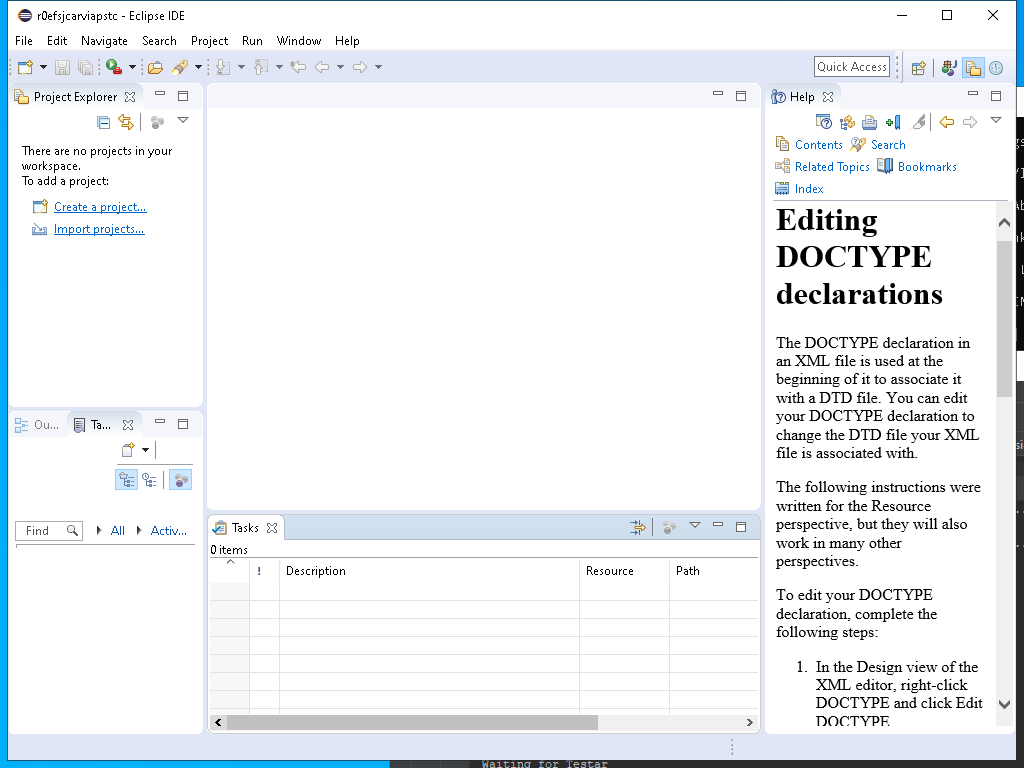 r0efsjcarviapstc - Eclipse IDE
File Edit Navigate Search Project Run Window Help
Quick Access
Project Explorer
There are no projects in your
workspace.
To add a project:
Create a project...
Import projects...
Ou...
Ta...
Find
All
Activ...
Tasks
0 items
!
Description
Resource
Path
Help
Contents
Search
Related Topics
Bookmarks
Index
Editing
DOCTYPE
declarations
The DOCTYPE declaration in
an XML file is used at the
beginning of it to associate it
with a DTD file. You can edit
your DOCTYPE declaration to
change the DTD file your XML
file is associated with.
The following instructions were
written for the Resource
perspective, but they will also
work in many other
perspectives.
To edit your DOCTYPE
declaration, complete the
following steps:
1. In the Design view of the
XML editor, right-click
DOCTYPE and click Edit
DOCTYPE
Waiting for Testar